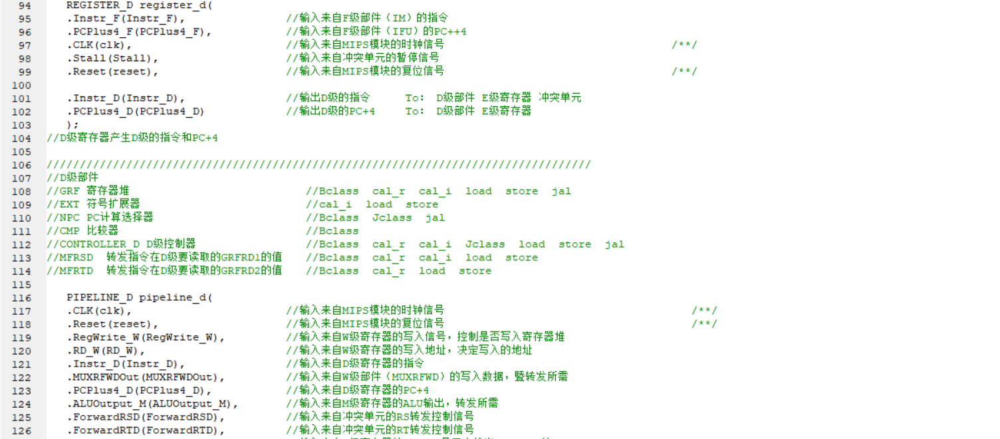 94 REGISTER_D register_d(
95 .Instr_F(Instr_F), //输入来自F级部件（IM）的指令
96 .PCPlus4_F(PCPlus4_F), //输入来自F级部件（IFU）的PC++4
97 .CLK(clk), //输入来自MIPS模块的时钟信号 /**/
98 .Stall(Stall), //输入来自冲突单元的暂停信号
99 .Reset(reset), //输入来自MIPS模块的复位信号 /**/
100
101 .Instr_D(Instr_D), //输出D级的指令 To: D级部件 E级寄存器 冲突单元
102 .PCPlus4_D(PCPlus4_D) //输出D级的PC+4 To: D级部件 E级寄存器
103 );
104 //D级寄存器产生D级的指令和PC+4
105
106 //////////////////////////////////////////////////////////////////////////////////
107 //D级部件
108 //GRF 寄存器堆 //Bclass cal_r cal_i load store jal
109 //EXT 符号扩展器 //cal_i load store
110 //NPC PC计算选择器 //Bclass Jclass jal
111 //CMP 比较器 //Bclass
112 //CONTROLLER_D D级控制器 //Bclass cal_r cal_i Jclass load store jal
113 //MFRSD 转发指令在D级要读取的GRFRD1的值 //Bclass cal_r cal_i load store
114 //MFRTD 转发指令在D级要读取的GRFRD2的值 //Bclass cal_r load store
115
116 PIPELINE_D pipeline_d(
117 .CLK(clk), //输入来自MIPS模块的时钟信号 /**/
118 .Reset(reset), //输入来自MIPS模块的复位信号 /**/
119 .RegWrite_W(RegWrite_W), //输入来自W级寄存器的写入信号，控制是否写入寄存器堆
120 .RD_W(RD_W), //输入来自W级寄存器的写入地址，决定写入的地址
121 .Instr_D(Instr_D), //输入来自D级寄存器的指令
122 .MUXRFWDOut(MUXRFWDOut), //输入来自W级部件（MUXRFWD）的写入数据，暨转发所需
123 .PCPlus4_D(PCPlus4_D), //输入来自D级寄存器的PC+4
124 .ALUOutput_M(ALUOutput_M), //输入来自M级寄存器的ALU输出，转发所需
125 .ForwardRSD(ForwardRSD), //输入来自冲突单元的RS转发控制信号
126 .ForwardRTD(ForwardRTD), //输入来自冲突单元的RT转发控制信号